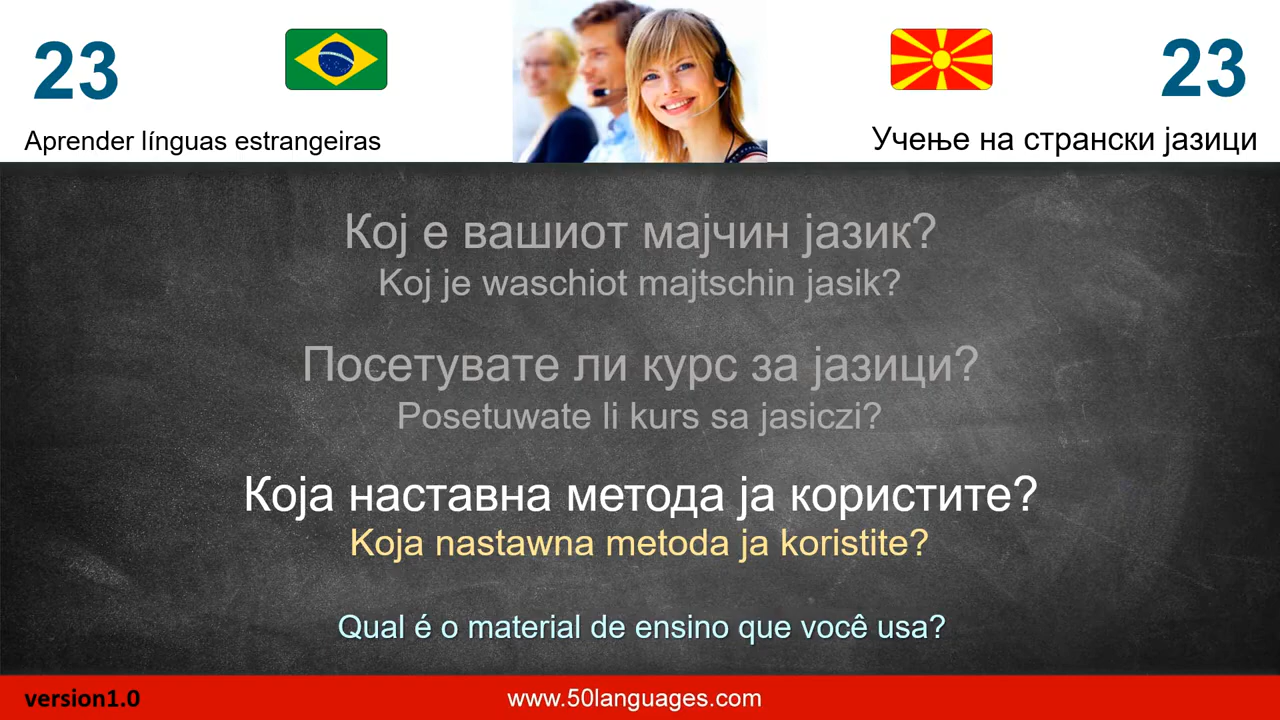 23
23
Aprender línguas estrangeiras
Учење на странски јазици
Кој е вашиот мајчин јазик?
Koj je waschiot majtschin jasik?
Посетувате ли курс за јазици?
Posetuwate li kurs sa jasiczi?
Која наставна метода ја користите?
Koja nastawna metoda ja koristite?
Qual é o material de ensino que você usa?
version1.0
www.50languages.com